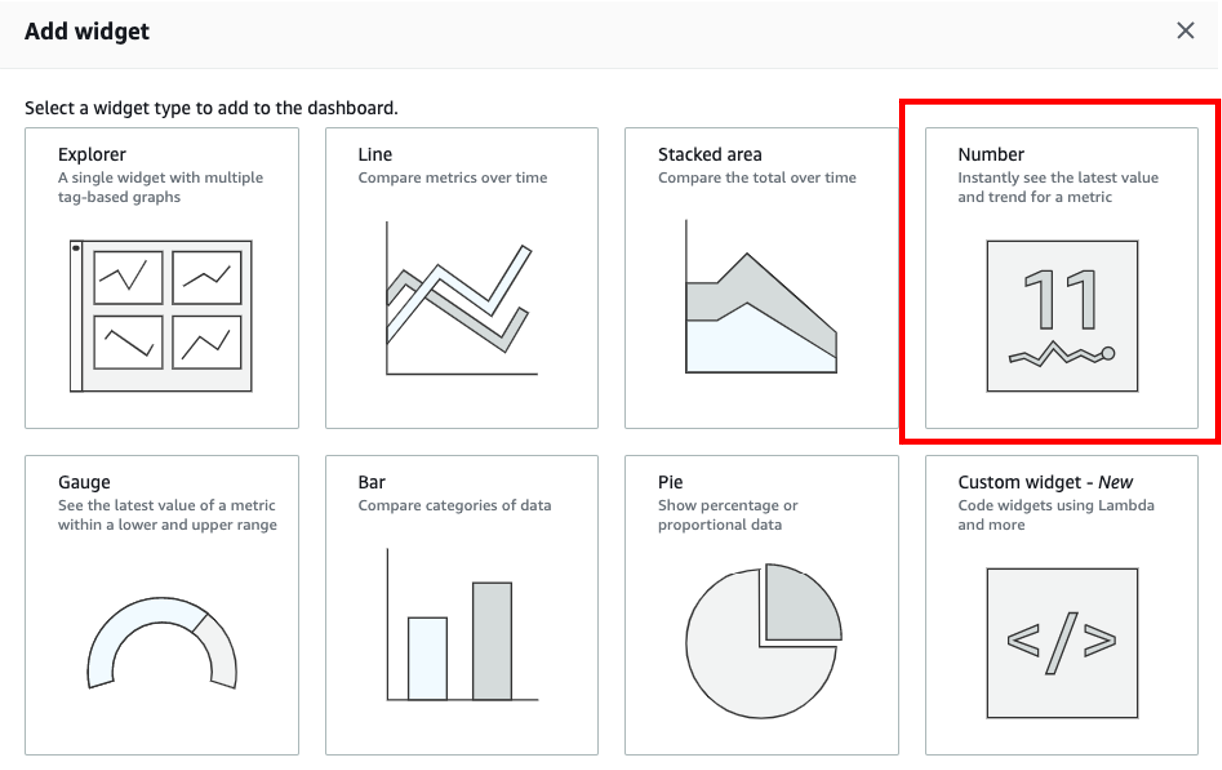 Add widget
Select a widget type to add to the dashboard.
Explorer
A single widget with multiple
tag-based graphs
Line
Compare metrics over time
Stacked area
Compare the total over time
Number
Instantly see the latest value
and trend for a metric
11
Gauge
See the latest value of a metric
within a lower and upper range
Bar
Compare categories of data
Pie
Show percentage or
proportional data
Custom widget - New
Code widgets using Lambda
and more
</>